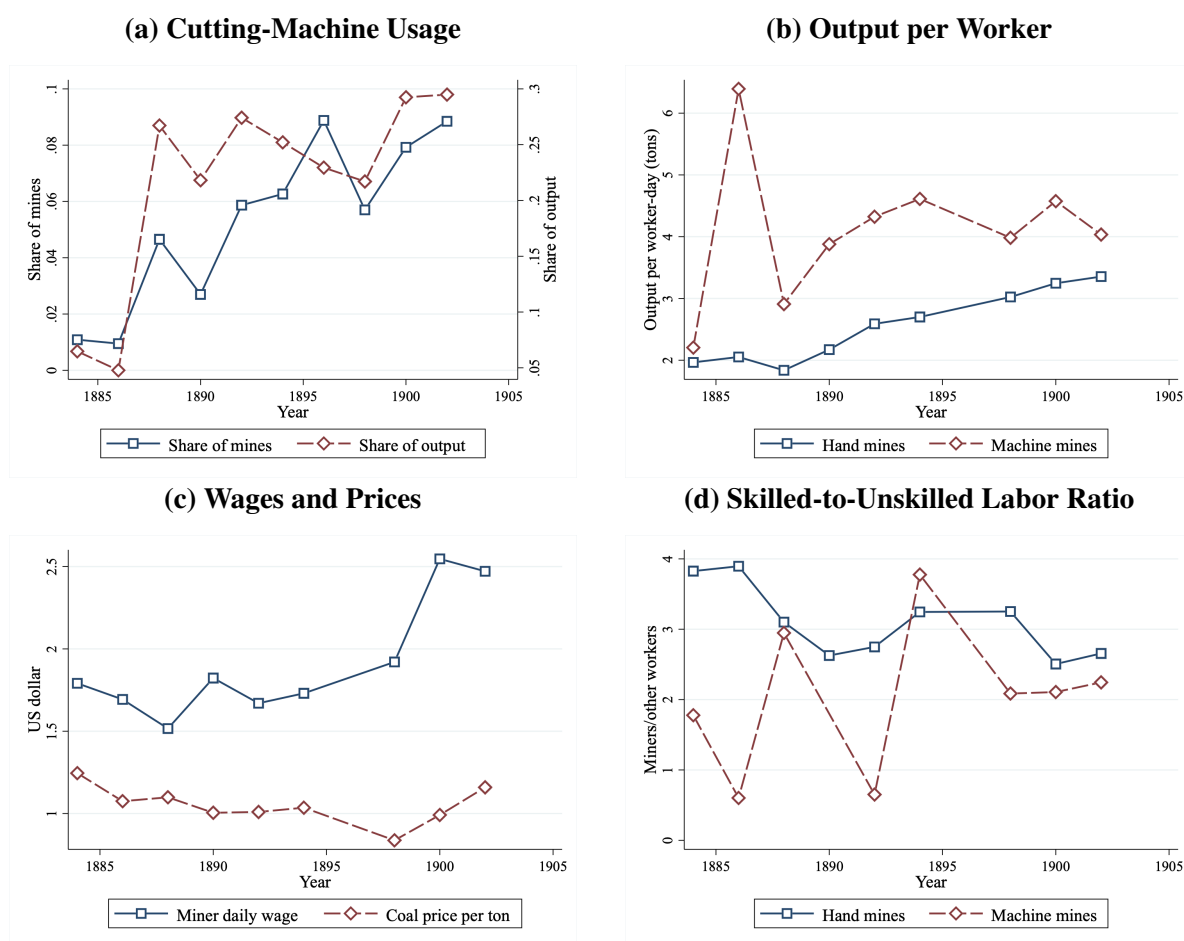 (a) Cutting-Machine Usage
Share of mines
.1
.08
.06
.04
.02
0
.3
.25
.2
.15
.1
.05
Share of output
1885 1890 1895 1900 1905
Year
Share of mines Share of output
(b) Output per Worker
Output per worker-day (tons)
6
5
4
3
2
1885 1890 1895 1900 1905
Year
Hand mines Machine mines
(c) Wages and Prices
US dollar
2.5
2
1.5
1
1885 1890 1895 1900 1905
Year
Miner daily wage Coal price per ton
(d) Skilled-to-Unskilled Labor Ratio
Miners/other workers
4
3
2
1
0
1885 1890 1895 1900 1905
Year
Hand mines Machine mines